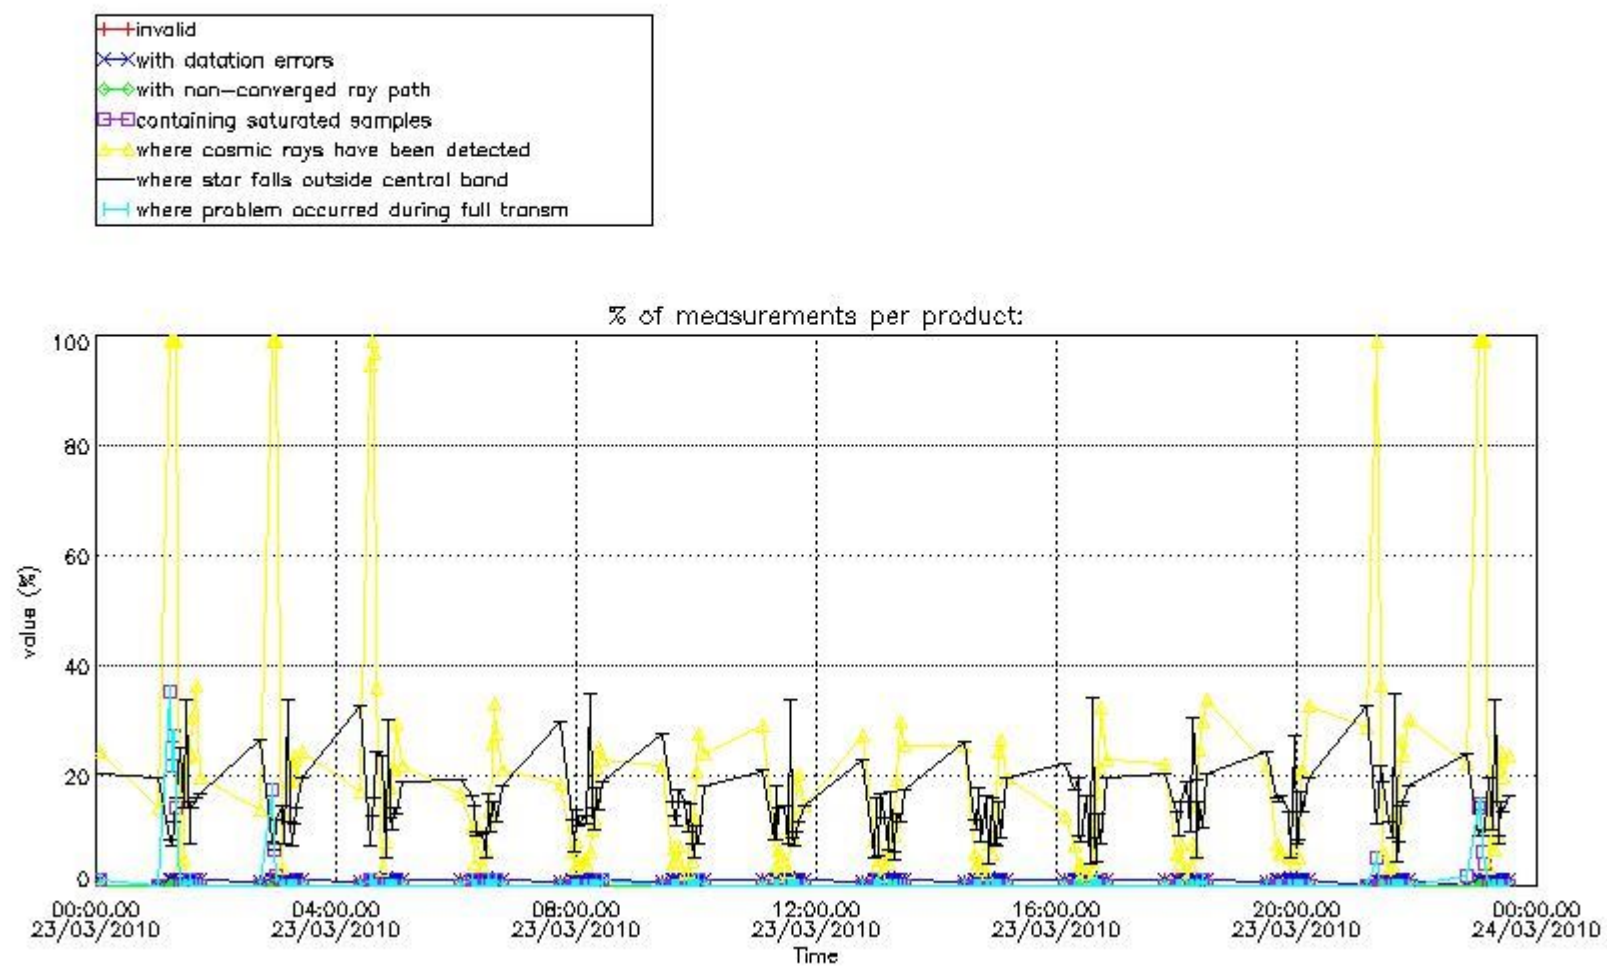 invalid
with datation errors
with non-converged ray path
containing saturated samples
where cosmic rays have been detected
where star falls outside central band
where problem occurred during full transm
% of measurements per product:
100
80
60
40
20
0
value (%)
00:00:00 04:00:00 08:00:00 12:00:00 16:00:00 20:00:00 00:00:00
23/03/2010 23/03/2010 23/03/2010 23/03/2010 23/03/2010 23/03/2010 24/03/2010
Time